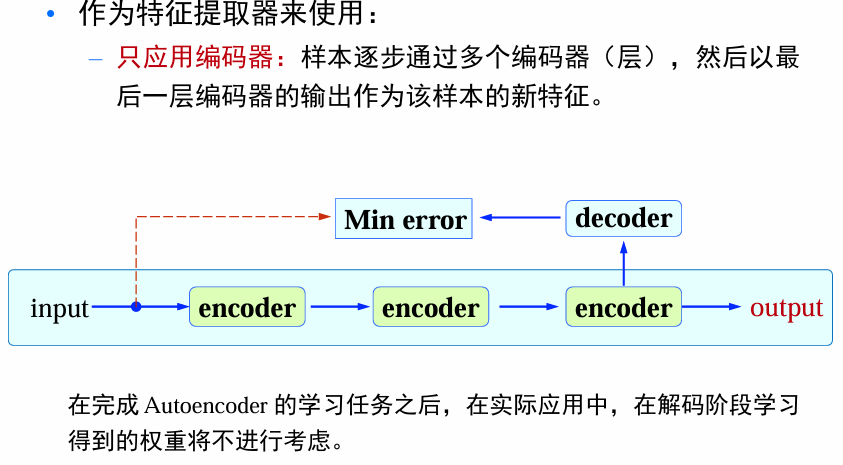 • 作为特征提取器来使用：
– 只应用编码器：样本逐步通过多个编码器（层），然后以最
后一层编码器的输出作为该样本的新特征。
Min error
decoder
input
encoder
encoder
encoder
output
在完成 Autoencoder 的学习任务之后，在实际应用中，在解码阶段学习
得到的权重将不进行考虑。